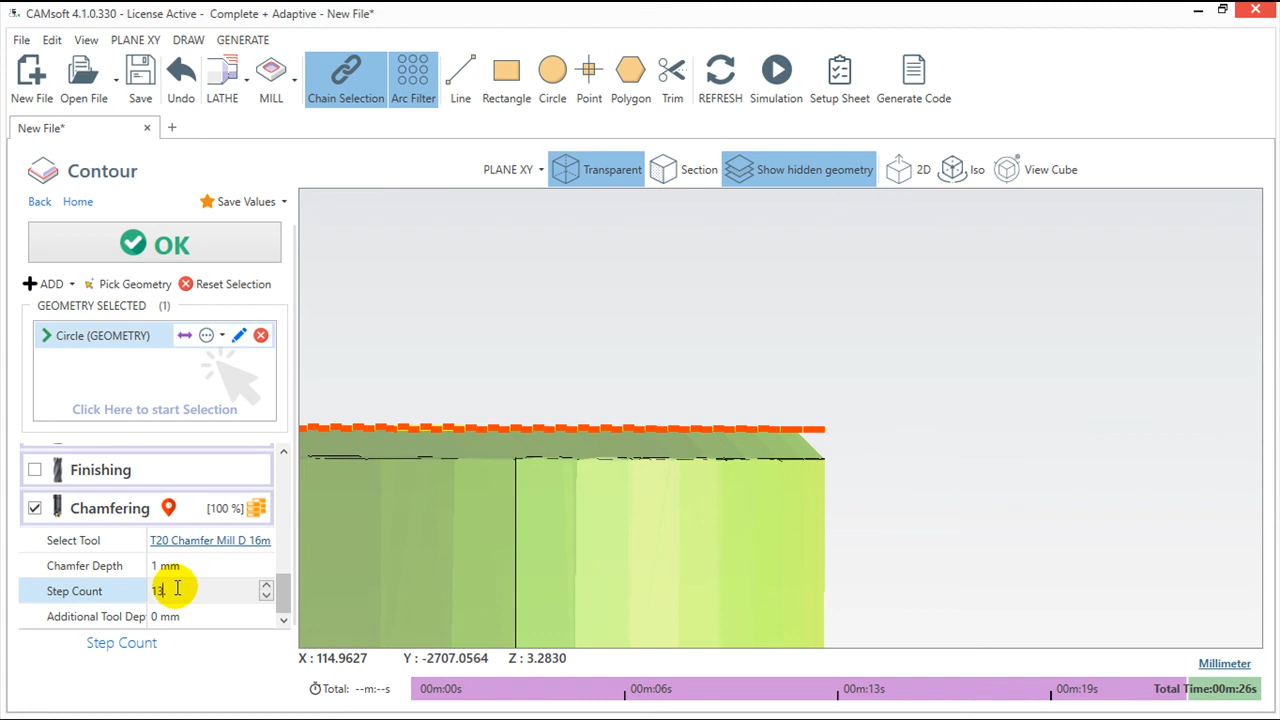 CAMsoft 4.1.0.330 - License Active - Complete + Adaptive - New File*
File Edit View PLANE XY DRAW GENERATE
New File Open File Save Undo LATHE MILL Chain Selection Arc Filter Line Rectangle Circle Point Polygon Trim REFRESH Simulation Setup Sheet Generate Code
New File*
Contour
PLANE XY Transparent Section Show hidden geometry 2D Iso View Cube
Back Home Save Values
OK
ADD Pick Geometry Reset Selection
GEOMETRY SELECTED (1)
Circle (GEOMETRY)
Click Here to start Selection
Finishing
Chamfering [100 %]
Select Tool T20 Chamfer Mill D 16m
Chamfer Depth 1 mm
Step Count 13
Additional Tool Dep 0 mm
Step Count
X : 114.9627 Y : -2707.0564 Z : 3.2830
Millimeter
Total: --m:--s 00m:00s 00m:06s 00m:13s 00m:19s Total Time:00m:26s